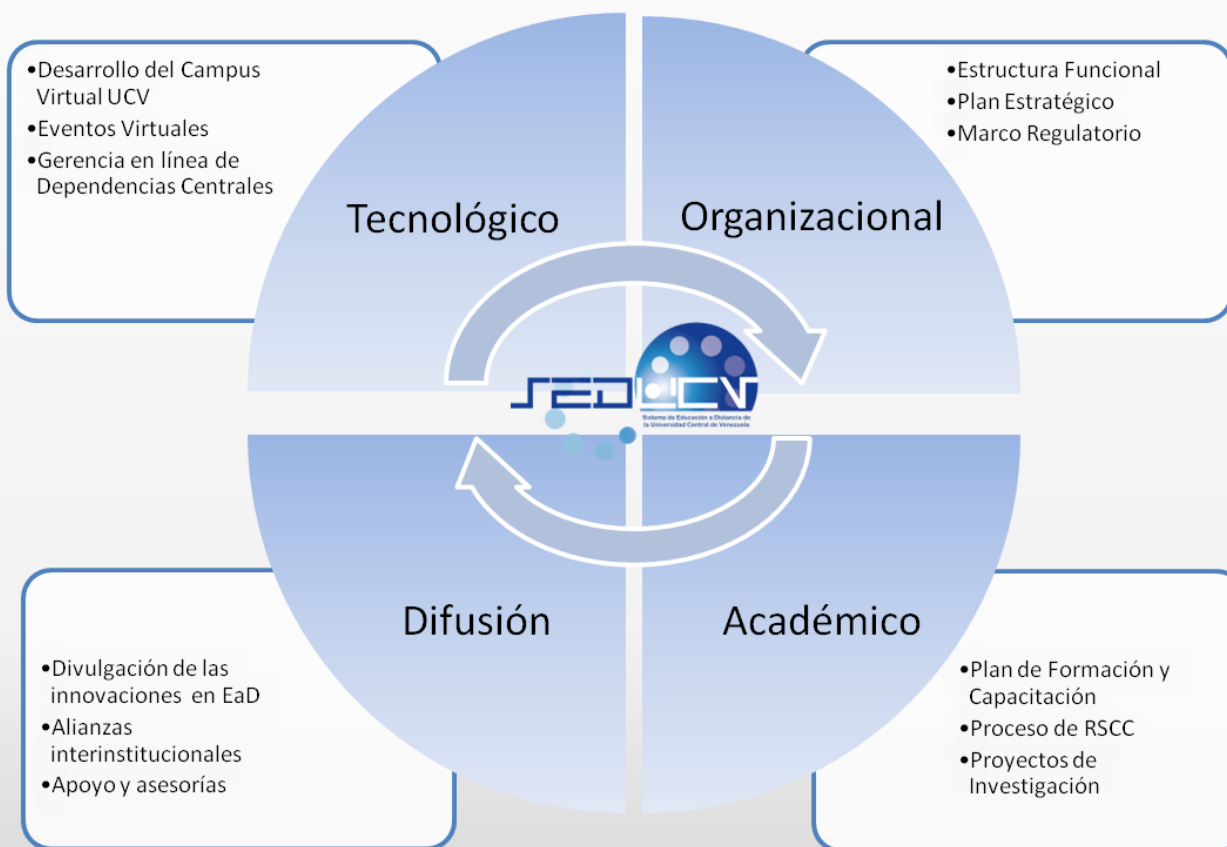 •Desarrollo del Campus
Virtual UCV
•Eventos Virtuales
•Gerencia en línea de
Dependencias Centrales
Tecnológico
•Estructura Funcional
•Plan Estratégico
•Marco Regulatorio
Organizacional
SEDUCV
Sistema de Educación a Distancia de
la Universidad Central de Venezuela
Difusión
•Divulgación de las
innovaciones en EaD
•Alianzas
interinstitucionales
•Apoyo y asesorías
Académico
•Plan de Formación y
Capacitación
•Proceso de RSCC
•Proyectos de
Investigación